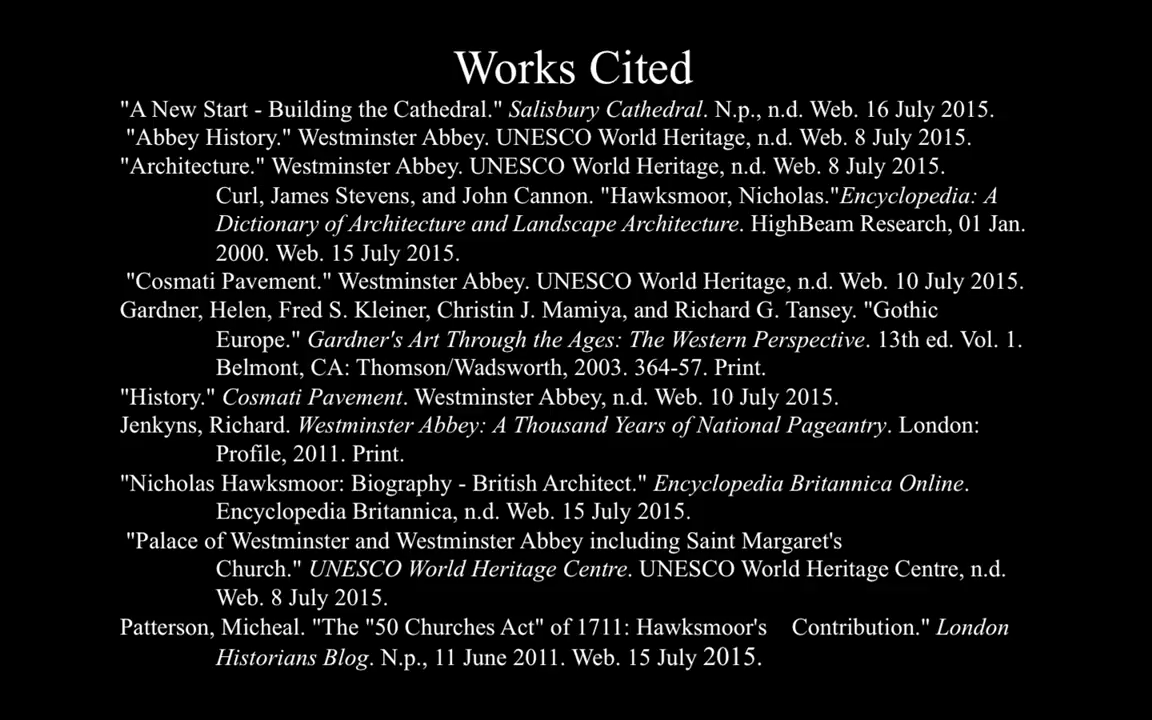 Works Cited
"A New Start - Building the Cathedral." Salisbury Cathedral. N.p., n.d. Web. 16 July 2015.
"Abbey History." Westminster Abbey. UNESCO World Heritage, n.d. Web. 8 July 2015.
"Architecture." Westminster Abbey. UNESCO World Heritage, n.d. Web. 8 July 2015.
Curl, James Stevens, and John Cannon. "Hawksmoor, Nicholas."Encyclopedia: A
Dictionary of Architecture and Landscape Architecture. HighBeam Research, 01 Jan.
2000. Web. 15 July 2015.
"Cosmati Pavement." Westminster Abbey. UNESCO World Heritage, n.d. Web. 10 July 2015.
Gardner, Helen, Fred S. Kleiner, Christin J. Mamiya, and Richard G. Tansey. "Gothic
Europe." Gardner's Art Through the Ages: The Western Perspective. 13th ed. Vol. 1.
Belmont, CA: Thomson/Wadsworth, 2003. 364-57. Print.
"History." Cosmati Pavement. Westminster Abbey, n.d. Web. 10 July 2015.
Jenkyns, Richard. Westminster Abbey: A Thousand Years of National Pageantry. London:
Profile, 2011. Print.
"Nicholas Hawksmoor: Biography - British Architect." Encyclopedia Britannica Online.
Encyclopedia Britannica, n.d. Web. 15 July 2015.
"Palace of Westminster and Westminster Abbey including Saint Margaret's
Church." UNESCO World Heritage Centre. UNESCO World Heritage Centre, n.d.
Web. 8 July 2015.
Patterson, Micheal. "The "50 Churches Act" of 1711: Hawksmoor's Contribution." London
Historians Blog. N.p., 11 June 2011. Web. 15 July 2015.